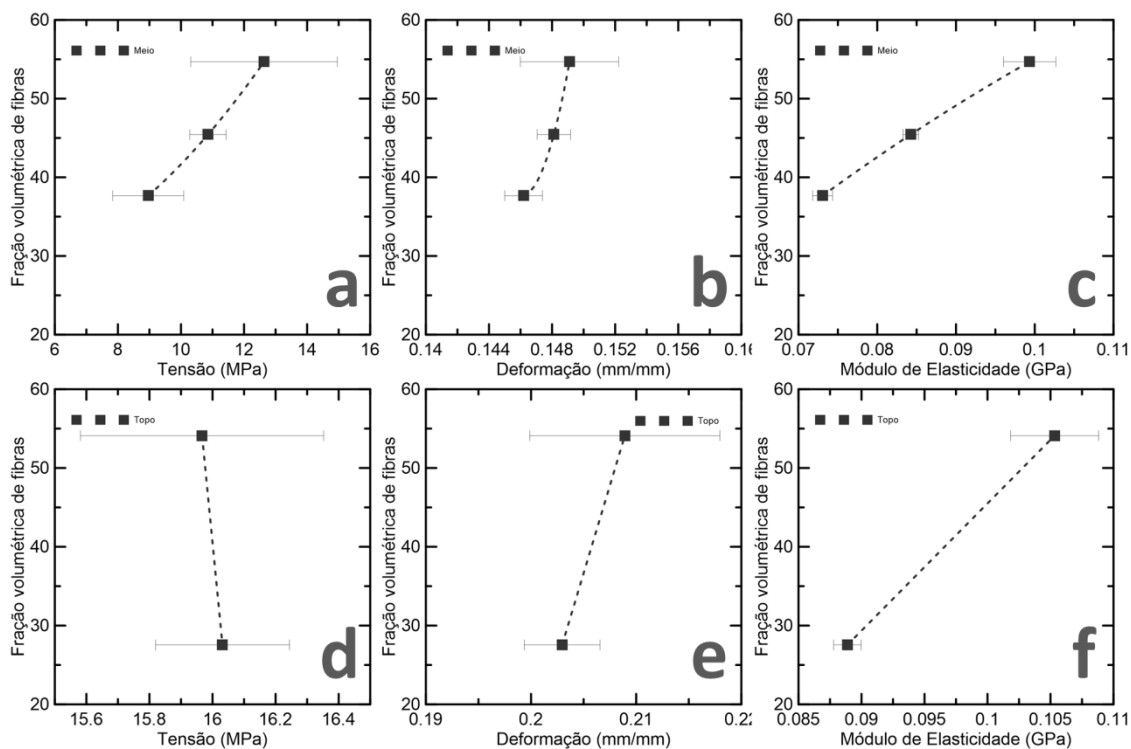 60
Meio
50
40
30
20
Fração volumétrica de fibras
a
6 8 10 12 14 16
Tensão (MPa)
60
Meio
50
40
30
20
Fração volumétrica de fibras
b
0.14 0.144 0.148 0.152 0.156 0.16
Deformação (mm/mm)
60
Meio
50
40
30
20
Fração volumétrica de fibras
c
0.07 0.08 0.09 0.1 0.11
Módulo de Elasticidade (GPa)
60
Topo
50
40
30
20
Fração volumétrica de fibras
d
15.6 15.8 16 16.2 16.4
Tensão (MPa)
60
Topo
50
40
30
20
Fração volumétrica de fibras
e
0.19 0.2 0.21 0.22
Deformação (mm/mm)
60
Topo
50
40
30
20
Fração volumétrica de fibras
f
0.085 0.09 0.095 0.1 0.105 0.11
Módulo de Elasticidade (GPa)